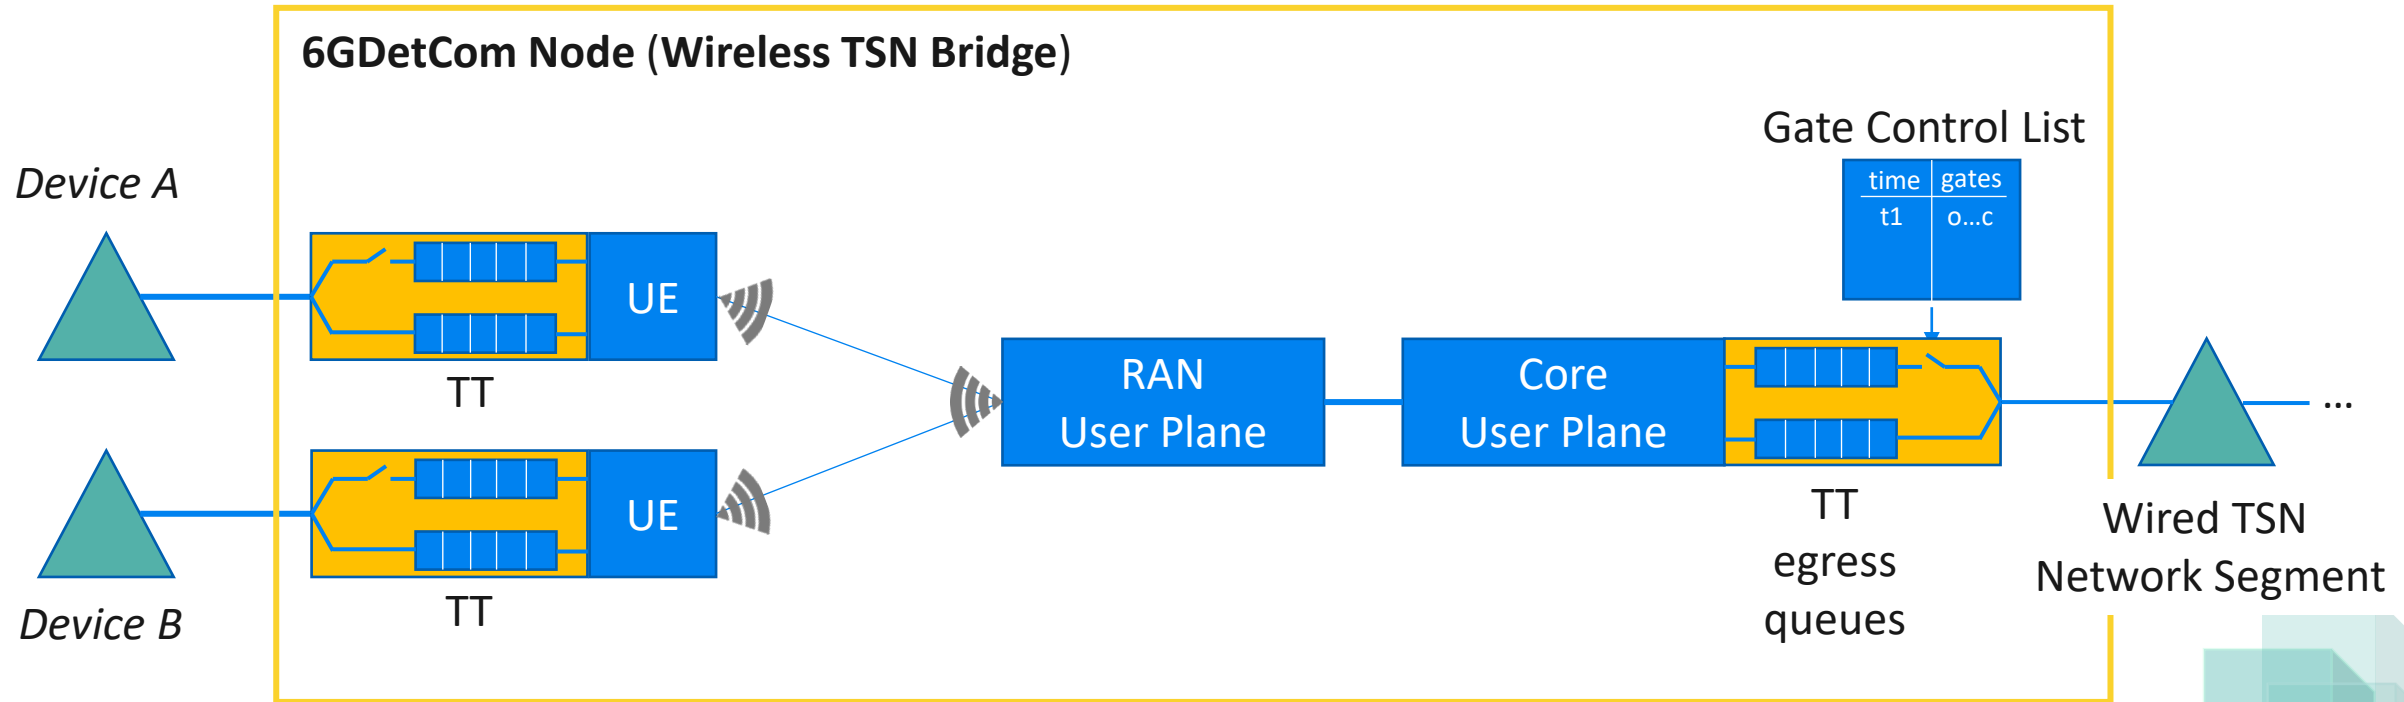 6GDetCom Node (Wireless TSN Bridge)
Gate Control List
time gates
t1 o...c
Device A
UE
TT
RAN
User Plane
Core
User Plane
...
Device B
UE
TT
TT
egress
queues
Wired TSN
Network Segment